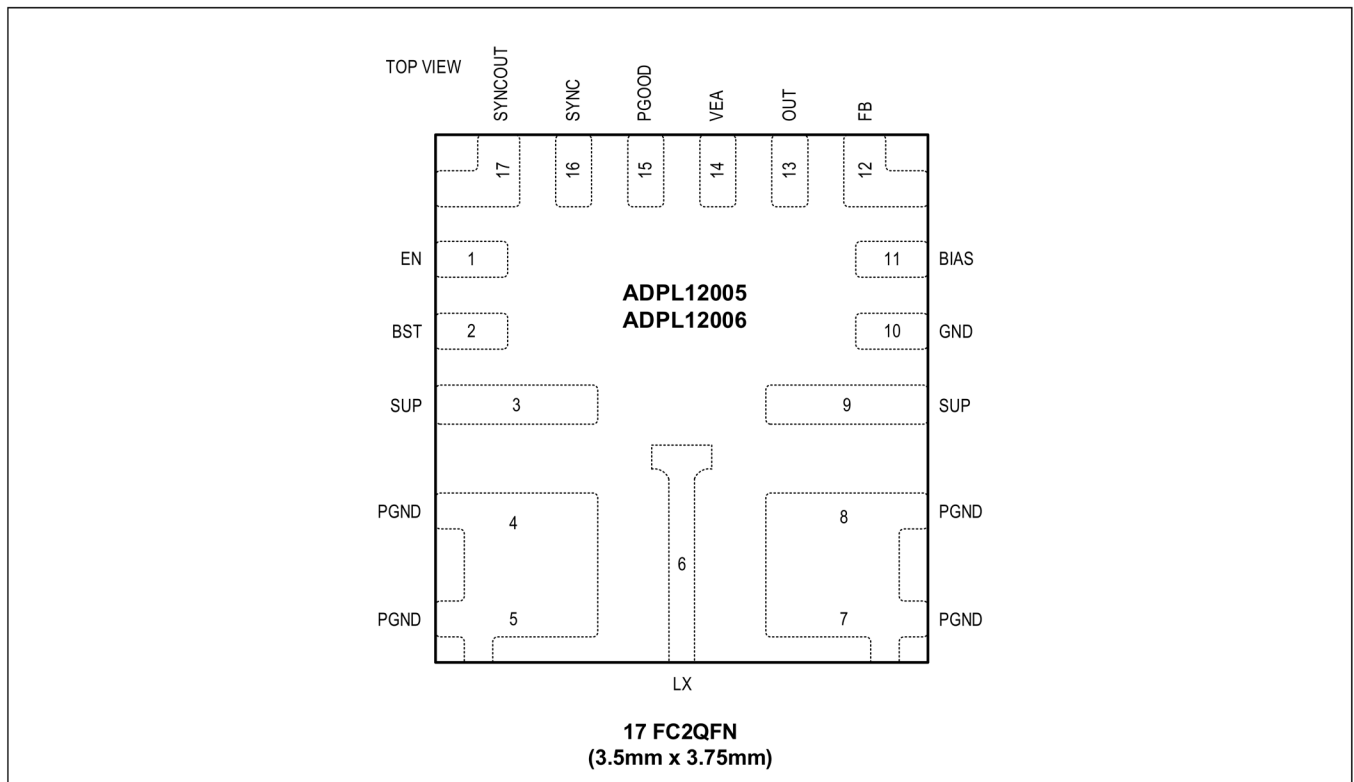 TOP VIEW
SYNCOUT
SYNC
PGOOD
VEA
OUT
FB
17
16
15
14
13
12
EN
1
11
BIAS
ADPL12005
ADPL12006
BST
2
10
GND
SUP
3
9
SUP
PGND
4
8
PGND
6
PGND
5
7
PGND
LX
17 FC2QFN
(3.5mm x 3.75mm)